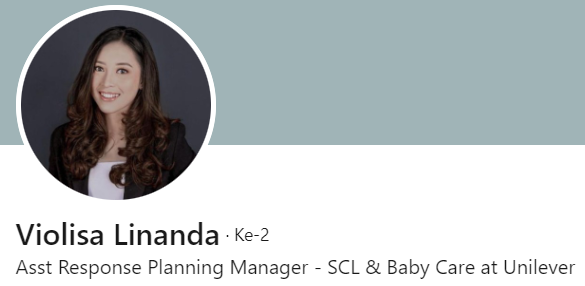 Violisa Linanda · Ke-2
Asst Response Planning Manager - SCL & Baby Care at Unilever